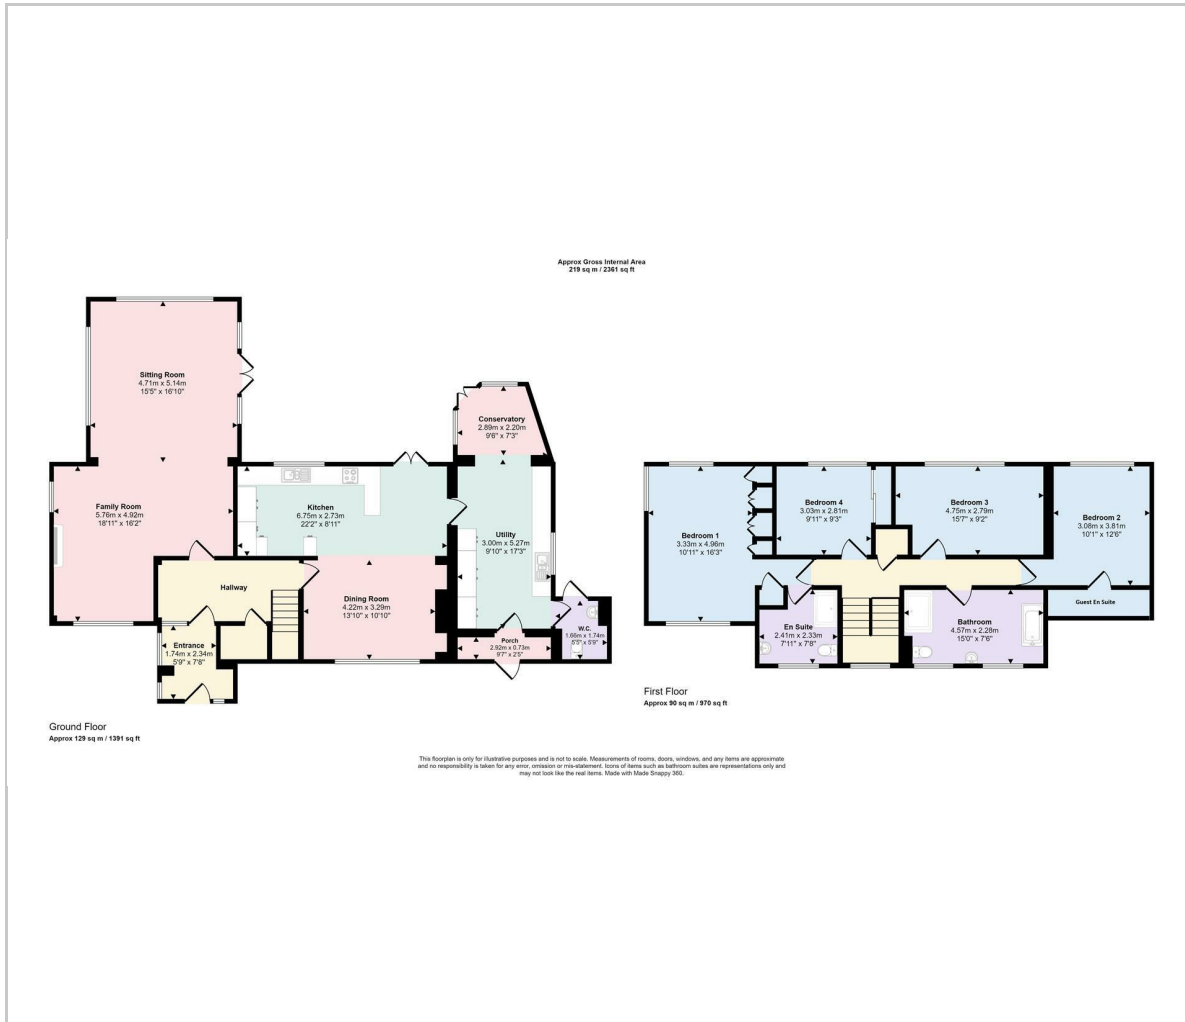 Approx Gross Internal Area
219 sq m / 2361 sq ft
Sitting Room
4.71m x 5.14m
15'5" x 16'10"
Conservatory
2.89m x 2.20m
9'6" x 7'3"
Family Room
5.76m x 4.92m
18'11" x 16'2"
Kitchen
6.75m x 2.73m
22'2" x 8'11"
Utility
3.00m x 5.27m
9'10" x 17'3"
Hallway
Dining Room
4.22m x 3.29m
13'10" x 10'10"
Entrance
1.74m x 2.34m
5'9" x 7'8"
Porch
2.92m x 0.73m
9'7" x 2'5"
W.C.
1.66m x 1.74m
5'5" x 5'9"
Ground Floor
Approx 129 sq m / 1391 sq ft
Bedroom 1
3.33m x 4.96m
10'11" x 16'3"
Bedroom 4
3.03m x 2.81m
9'11" x 9'3"
Bedroom 3
4.75m x 2.79m
15'7" x 9'2"
Bedroom 2
3.08m x 3.81m
10'1" x 12'6"
En Suite
2.41m x 2.33m
7'11" x 7'8"
Bathroom
4.57m x 2.28m
15'0" x 7'6"
Guest En Suite
First Floor
Approx 90 sq m / 970 sq ft
This floorplan is only for illustrative purposes and is not to scale. Measurements of rooms, doors, windows, and any items are approximate
and no responsibility is taken for any error, omission or mis-statement. Icons of items such as bathroom suites are representations only and
may not look like the real items. Made with Made Snappy 360.